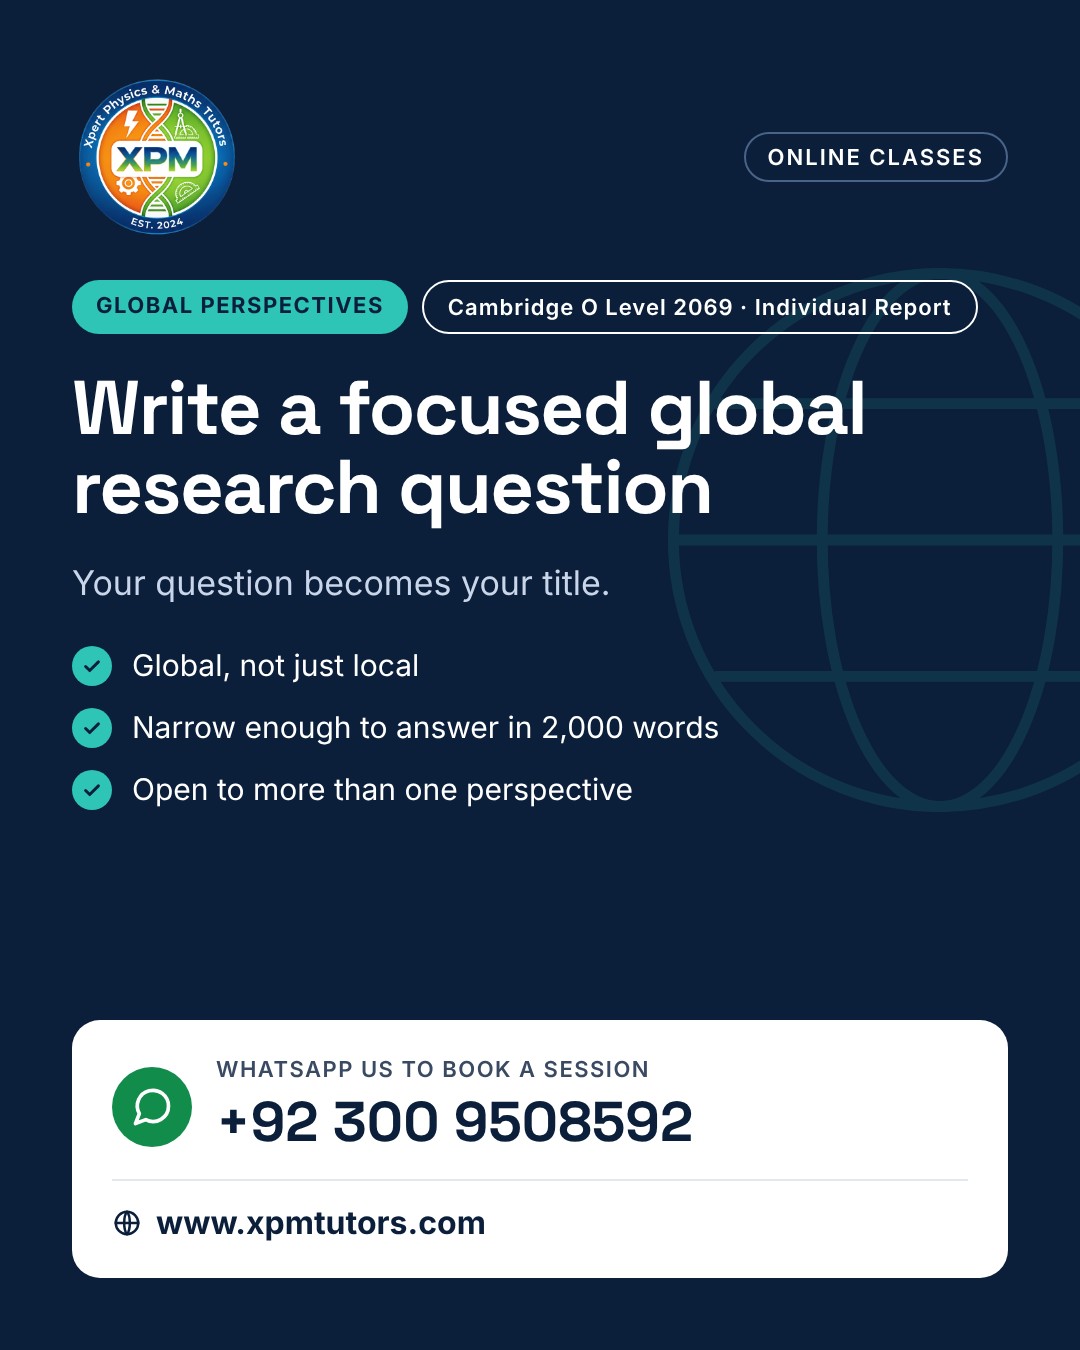 Xpert Physics & Maths Tutors
XPM
EST. 2024
ONLINE CLASSES
GLOBAL PERSPECTIVES
Cambridge O Level 2069 · Individual Report
Write a focused global
research question
Your question becomes your title.
Global, not just local
Narrow enough to answer in 2,000 words
Open to more than one perspective
WHATSAPP US TO BOOK A SESSION
+92 300 9508592
www.xpmtutors.com